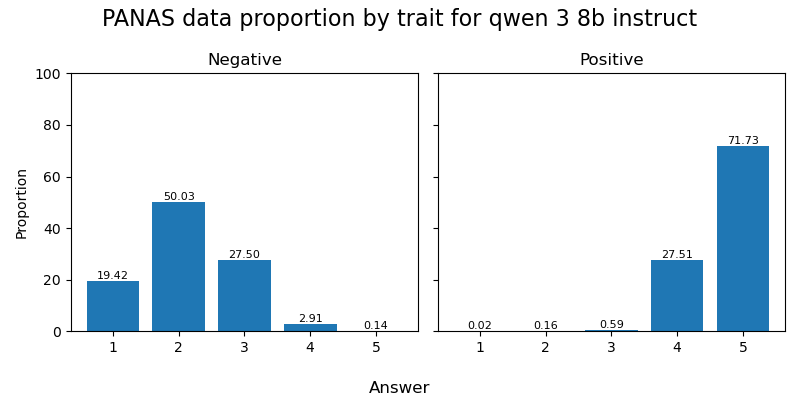 PANAS data proportion by trait for qwen 3 8b instruct
Negative
Positive
100
80
60
40
20
0
Proportion
19.42
50.03
27.50
2.91
0.14
0.02
0.16
0.59
27.51
71.73
1 2 3 4 5
1 2 3 4 5
Answer